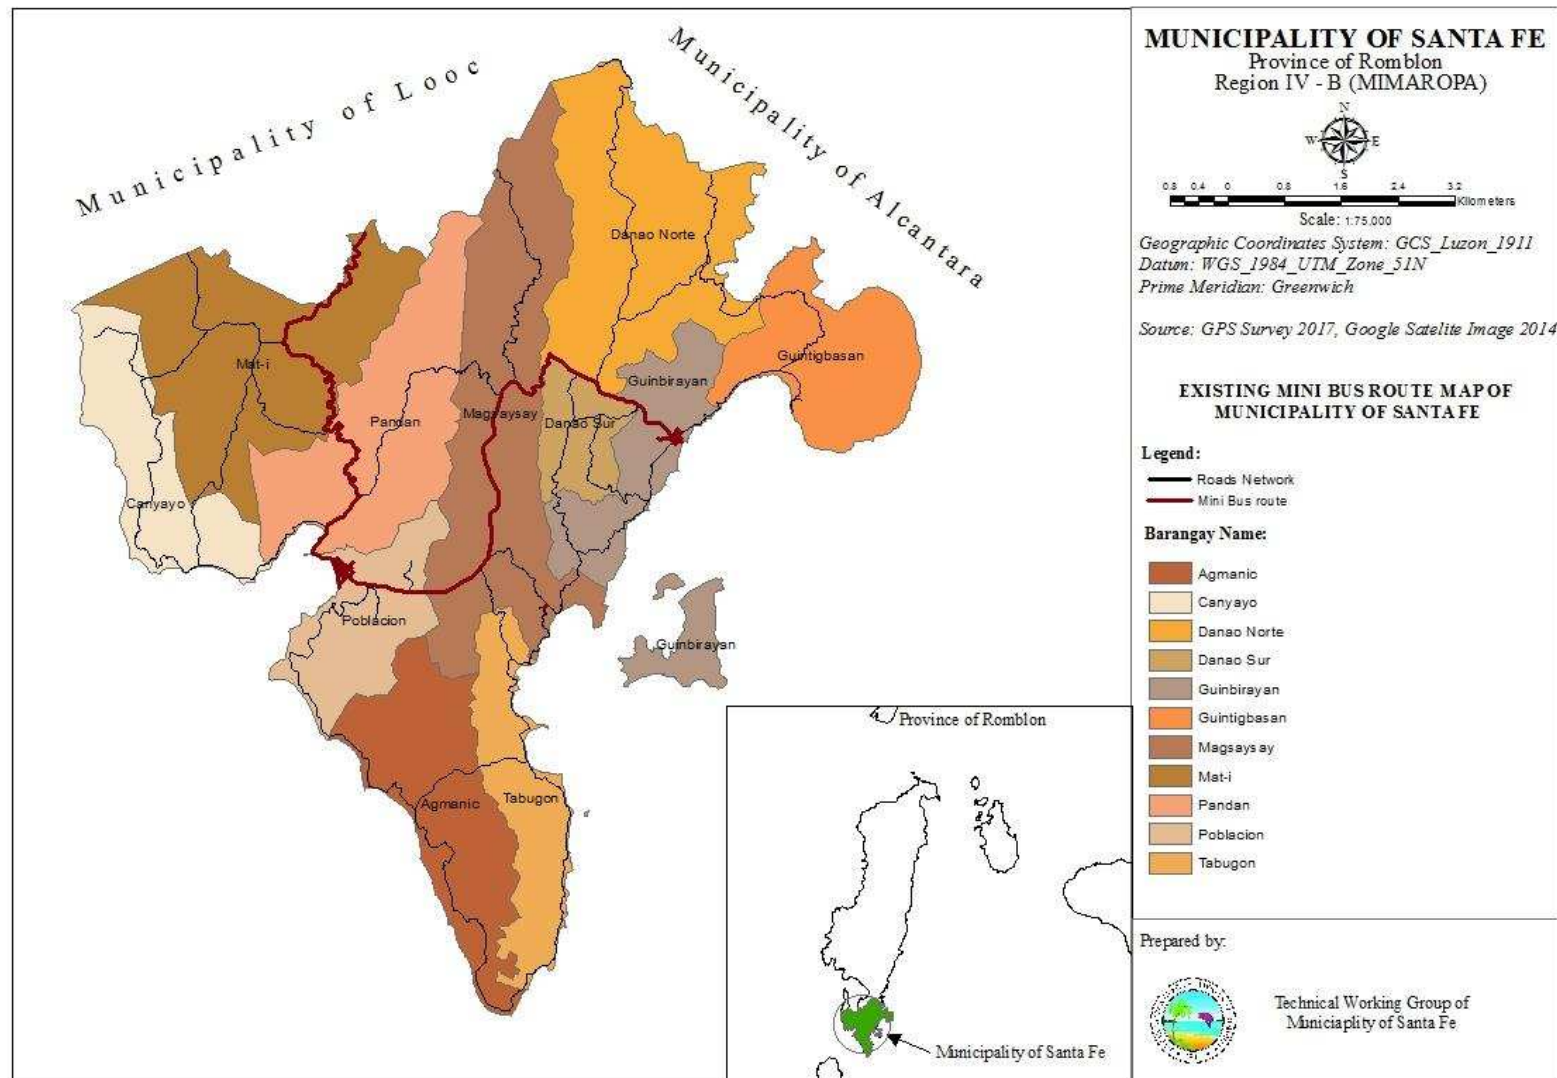 Municipality of Looc
Municipality of Alcantara
Danao Norte
Mat-i
Guintigbasan
Guinbirayan
Pandan
Magsaysay
Danao Sur
Canyayo
Poblacion
Guinbirayan
Agmanic
Tabugon
Province of Romblon
Municipality of Santa Fe
MUNICIPALITY OF SANTA FE
Province of Romblon
Region IV - B (MIMAROPA)
N
W E
S
0.8 0.4 0 0.8 1.6 2.4 3.2
Kilometers
Scale: 1:75,000
Geographic Coordinates System: GCS_Luzon_1911
Datum: WGS_1984_UTM_Zone_51N
Prime Meridian: Greenwich
Source: GPS Survey 2017, Google Satelite Image 2014
EXISTING MINI BUS ROUTE MAP OF
MUNICIPALITY OF SANTA FE
Legend:
Roads Network
Mini Bus route
Barangay Name:
Agmanic
Canyayo
Danao Norte
Danao Sur
Guinbirayan
Guintigbasan
Magsaysay
Mat-i
Pandan
Poblacion
Tabugon
Prepared by:
Technical Working Group of
Municiaplity of Santa Fe